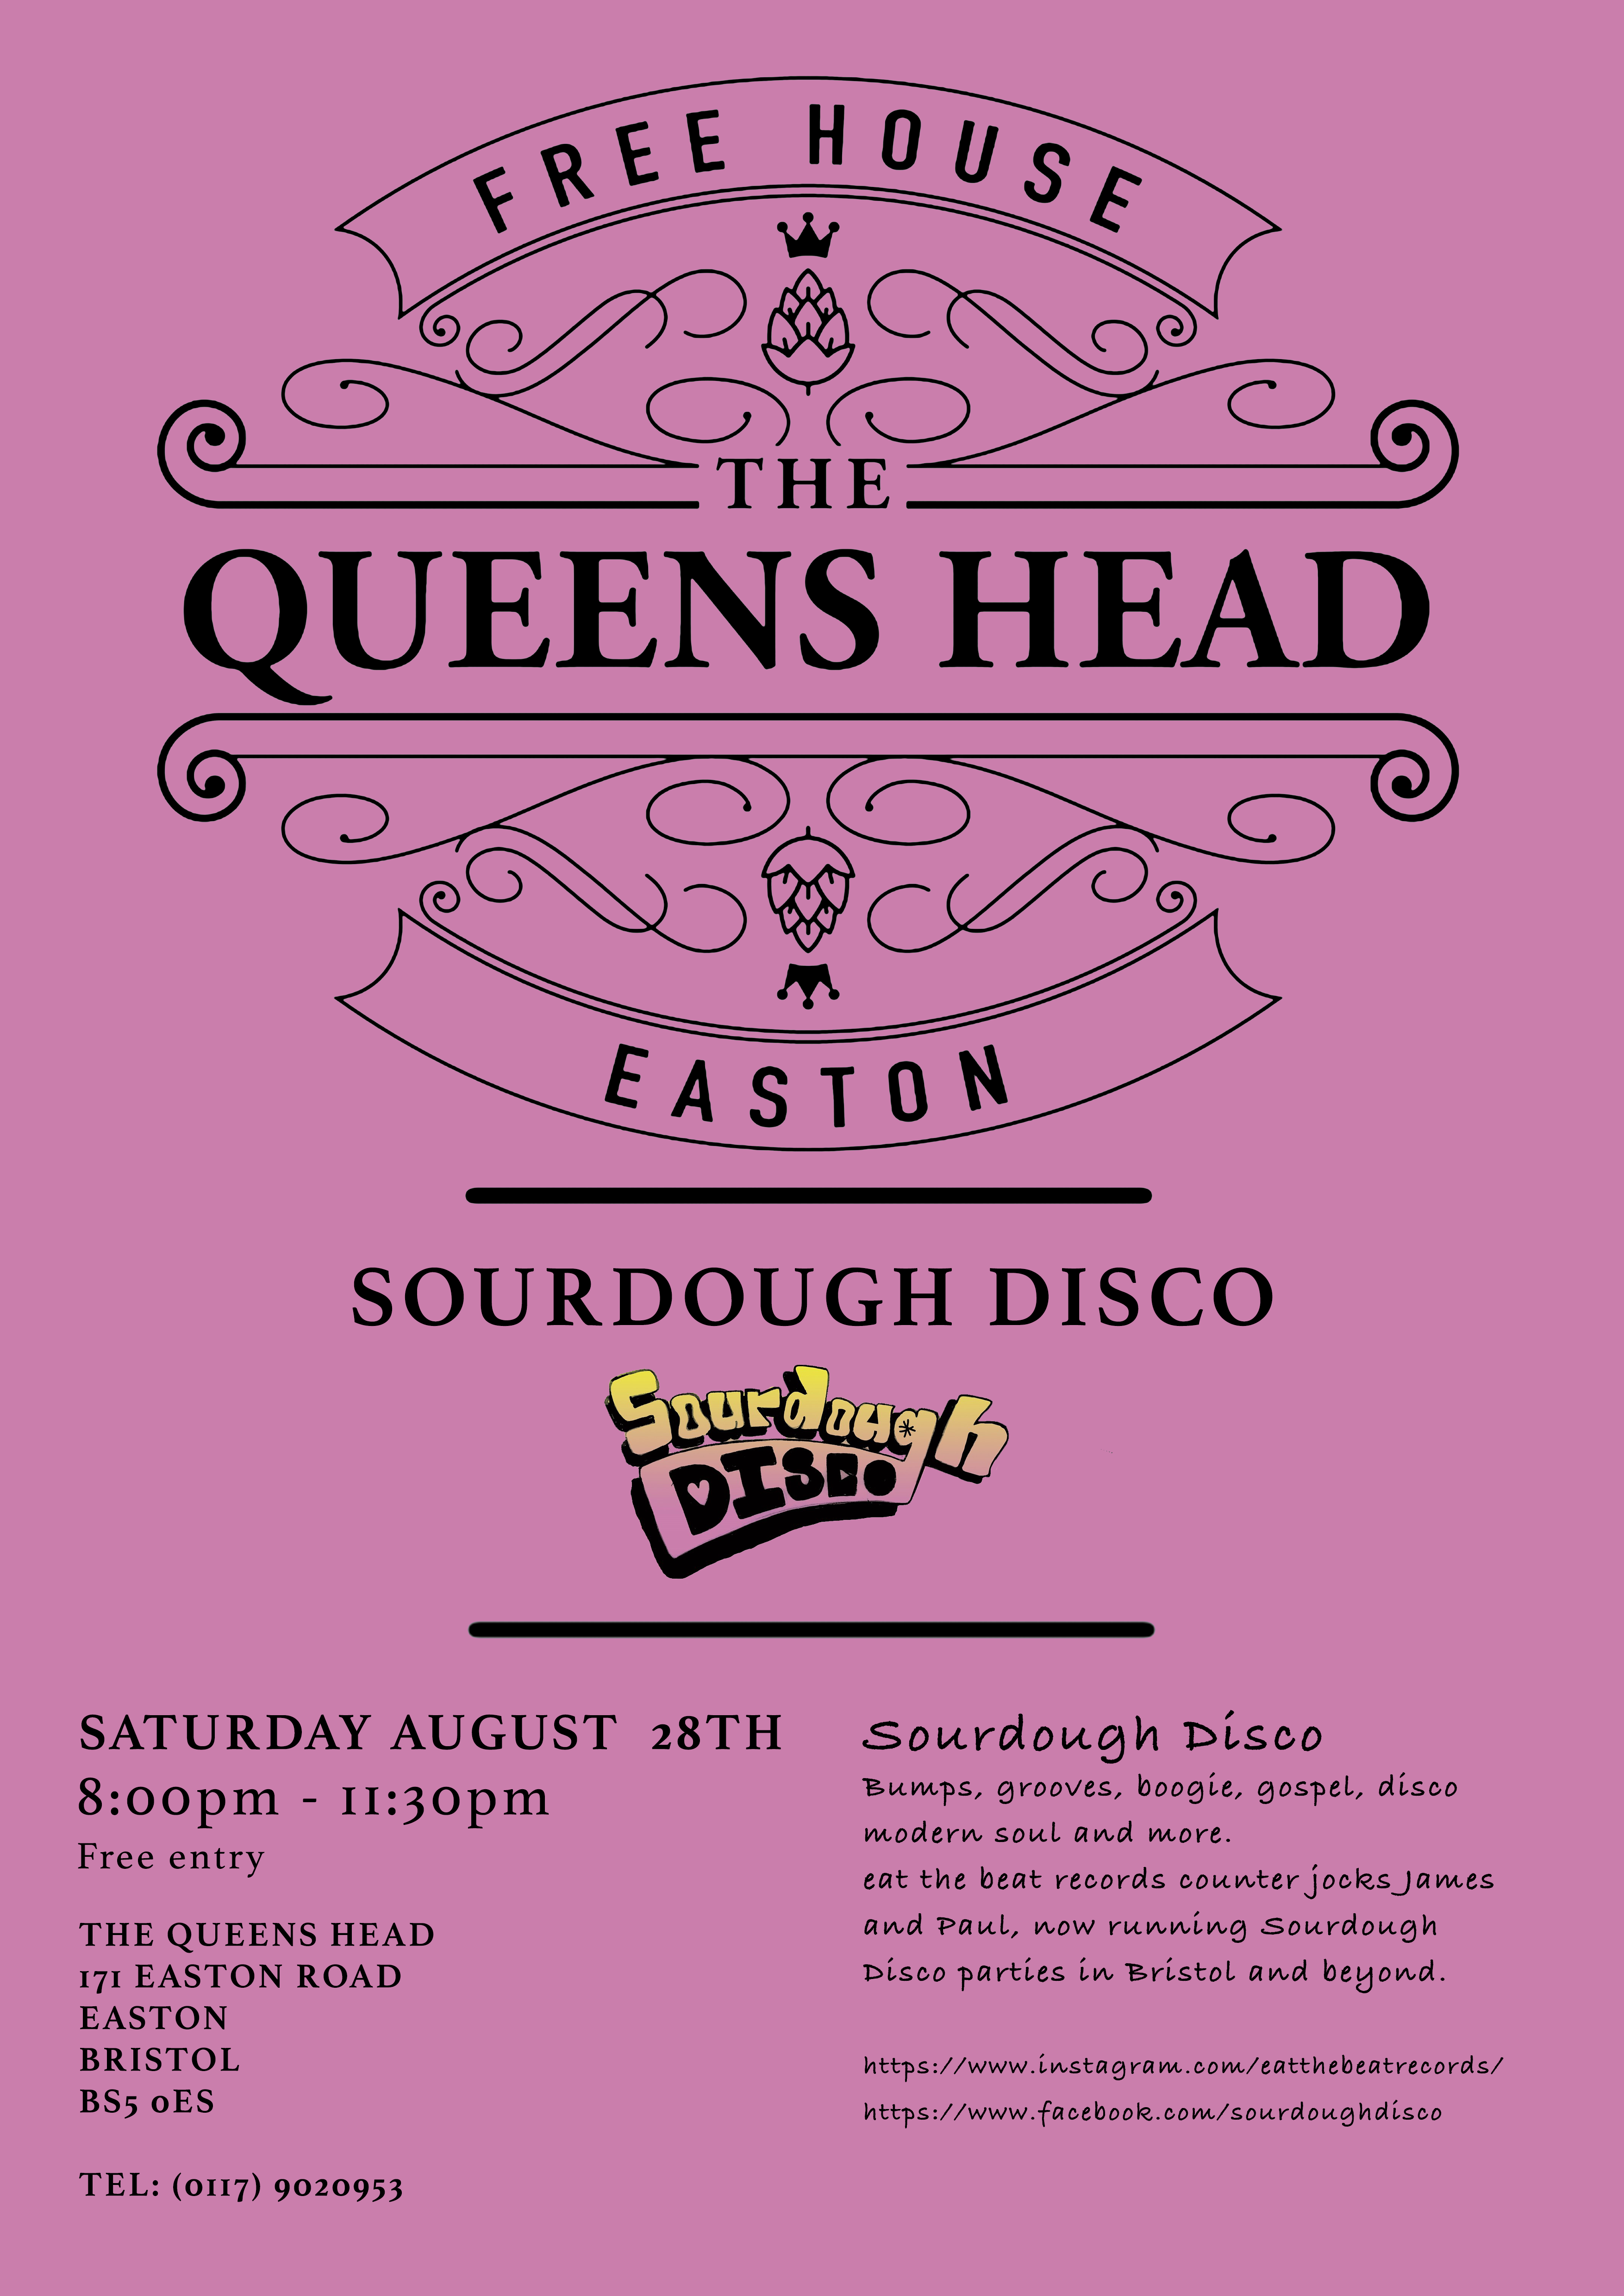 FREE HOUSE
THE
QUEENS HEAD
EASTON
SOURDOUGH DISCO
Sourdough
DISCO
SATURDAY AUGUST 28TH
8:00pm - 11:30pm
Free entry
THE QUEENS HEAD
171 EASTON ROAD
EASTON
BRISTOL
BS5 0ES
TEL: (0117) 9020953
Sourdough Disco
Bumps, grooves, boogie, gospel, disco
modern soul and more.
eat the beat records counter jocks James
and Paul, now running Sourdough
Disco parties in Bristol and beyond.
https://www.instagram.com/eatthebeatrecords/
https://www.facebook.com/sourdoughdisco